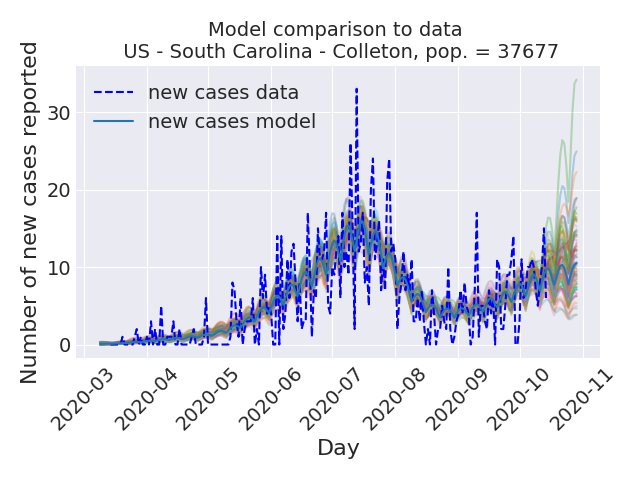 Model comparison to data
US - South Carolina - Colleton, pop. = 37677
Number of new cases reported
new cases data
new cases model
30
20
10
0
2020-03
2020-04
2020-05
2020-06
2020-07
2020-08
2020-09
2020-10
2020-11
Day